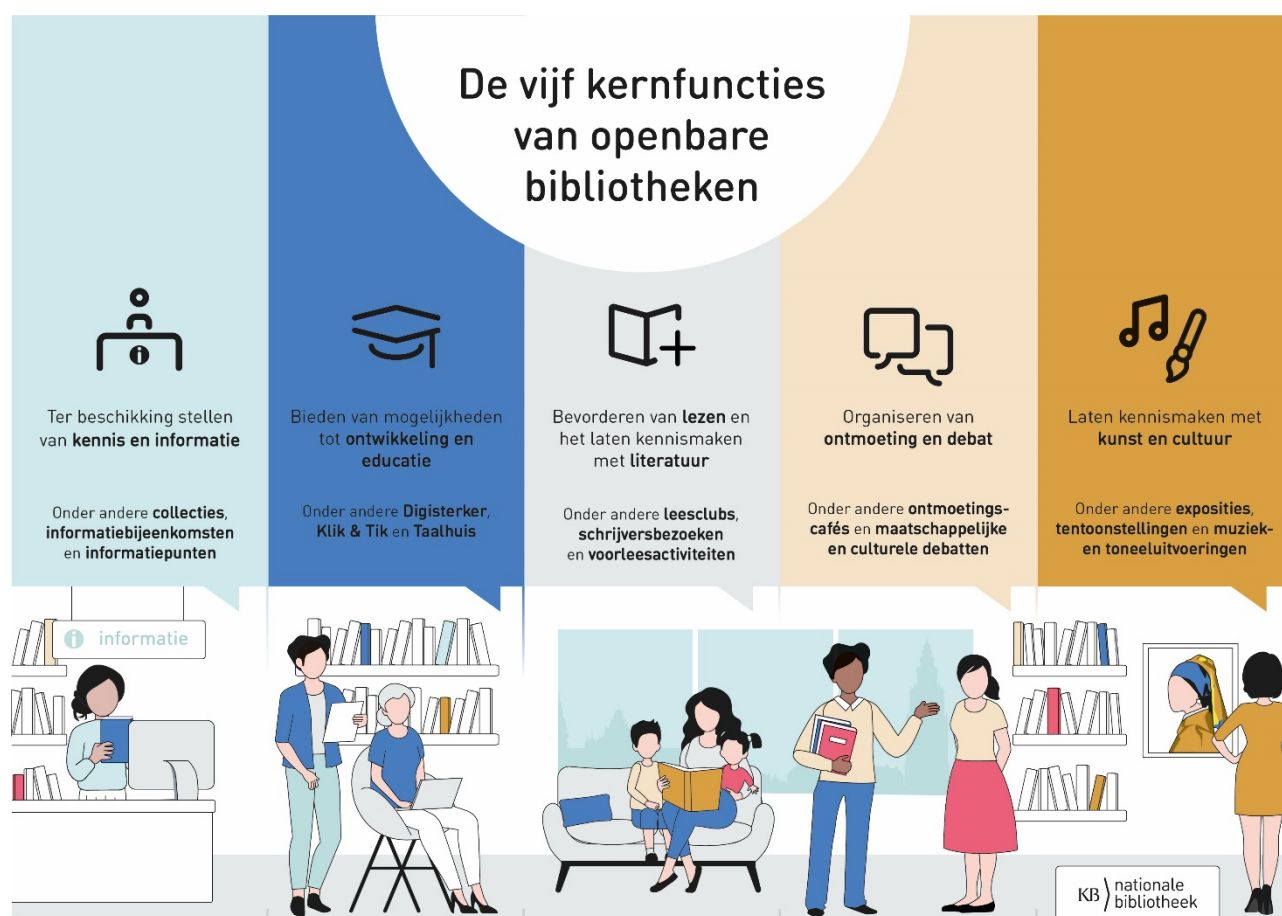 De vijf kernfuncties
van openbare
bibliotheken
Ter beschikking stellen
van kennis en informatie
Onder andere collecties,
informatiebijeenkomsten
en informatiepunten
Bieden van mogelijkheden
tot ontwikkeling en
educatie
Onder andere Digisterker,
Klik & Tik en Taalhuis
Bevorderen van lezen en
het laten kennismaken
met literatuur
Onder andere leesclubs,
schrijversbezoeken
en voorleesactiviteiten
Organiseren van
ontmoeting en debat
Onder andere ontmoetings-
cafés en maatschappelijke
en culturele debatten
Laten kennismaken met
kunst en cultuur
Onder andere exposities,
tentoonstellingen en muziek-
en toneeluitvoeringen
i informatie
KB nationale
bibliotheek